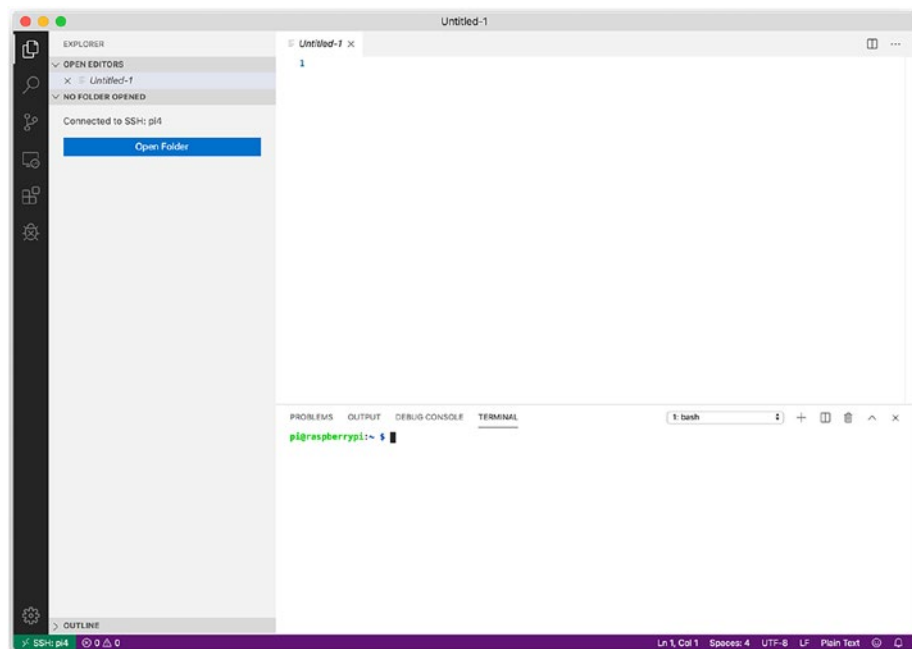 Untitled-1
EXPLORER
OPEN EDITORS
Untitled-1
NO FOLDER OPENED
Connected to SSH: pi4
Open Folder
OUTLINE
Untitled-1
1
PROBLEMS OUTPUT DEBUG CONSOLE TERMINAL 1: bash
pi@raspberrypi:~ $
SSH: pi4 0 0 Ln 1, Col 1 Spaces: 4 UTF-8 LF Plain Text